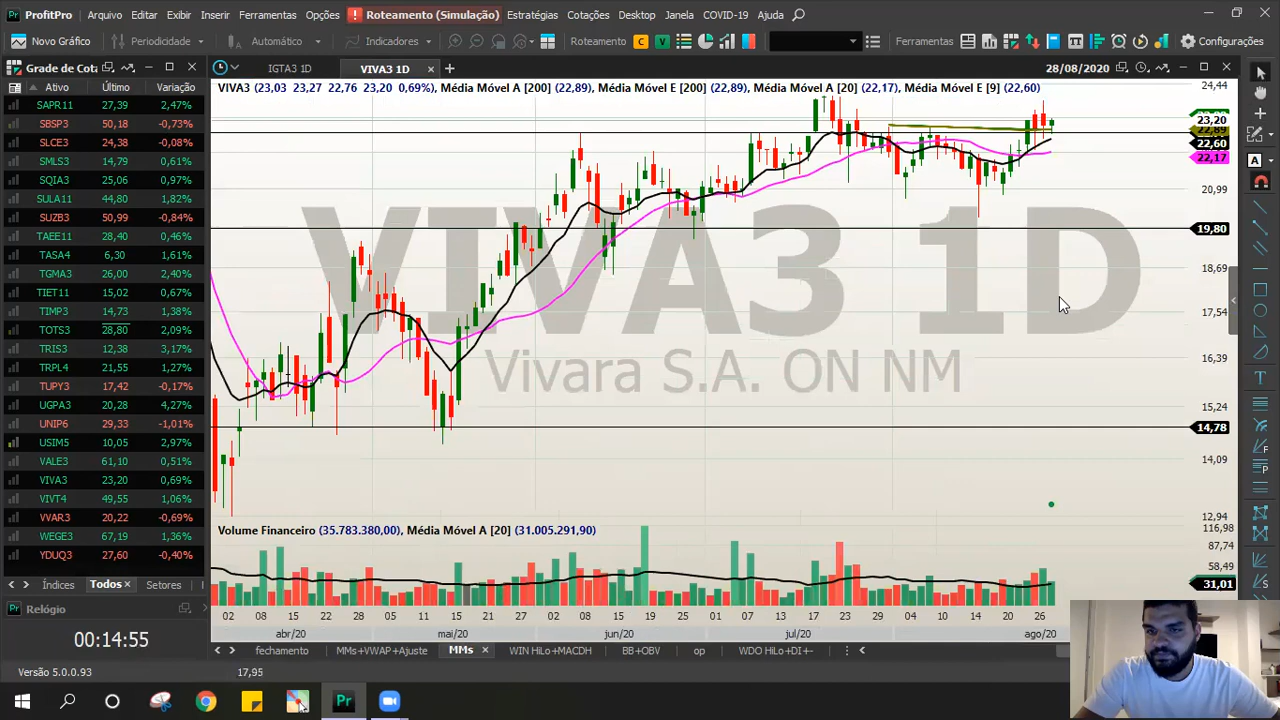 ProfitPro Arquivo Editar Exibir Inserir Ferramentas Opções ! Roteamento (Simulação) Estratégias Cotações Desktop Janela COVID-19 Ajuda
Novo Gráfico Periodicidade Automático Indicadores Roteamento C V Ferramentas Configurações
Grade de Cota IGTA3 1D VIVA3 1D 28/08/2020
Ativo Último Variação
SAPR11 27,39 2,47%
SBSP3 50,18 -0,73%
SLCE3 24,38 -0,08%
SMLS3 14,79 0,61%
SQIA3 25,06 0,97%
SULA11 44,80 1,82%
SUZB3 50,99 -0,84%
TAEE11 28,40 0,46%
TASA4 6,30 1,61%
TGMA3 26,00 2,40%
TIET11 15,02 0,67%
TIMP3 14,73 1,38%
TOTS3 28,80 2,09%
TRIS3 12,38 3,17%
TRPL4 21,55 1,27%
TUPY3 17,42 -0,17%
UGPA3 20,28 4,27%
UNIP6 29,33 -1,01%
USIM5 10,05 2,97%
VALE3 61,10 0,51%
VIVA3 23,20 0,69%
VIVT4 49,55 1,06%
VVAR3 20,22 -0,69%
WEGE3 67,19 1,36%
YDUQ3 27,60 -0,40%
Índices Todos Setores
Relógio
00:14:55
Versão 5.0.0.93 17,95
VIVA3 (23,03 23,27 22,76 23,20 0,69%), Média Móvel A [200] (22,89), Média Móvel E [200] (22,89), Média Móvel A [20] (22,17), Média Móvel E [9] (22,60)
VIVA3 1D
Vivara S.A. ON NM
24,44
23,20
22,89
22,60
22,17
20,99
19,80
18,69
17,54
16,39
15,24
14,78
14,09
12,94
Volume Financeiro (35.783.380,00), Média Móvel A [20] (31.005.291,90)
116,98
87,74
58,49
31,01
02 08 15 22 28 05 11 15 21 27 02 08 15 19 25 01 07 13 17 23 29 04 10 14 20 26
abr/20 mai/20 jun/20 jul/20 ago/20
fechamento MMs+VWAP+Ajuste MMs WIN HiLo+MACDH BB+OBV op WDO HiLo+DI+-
Pr